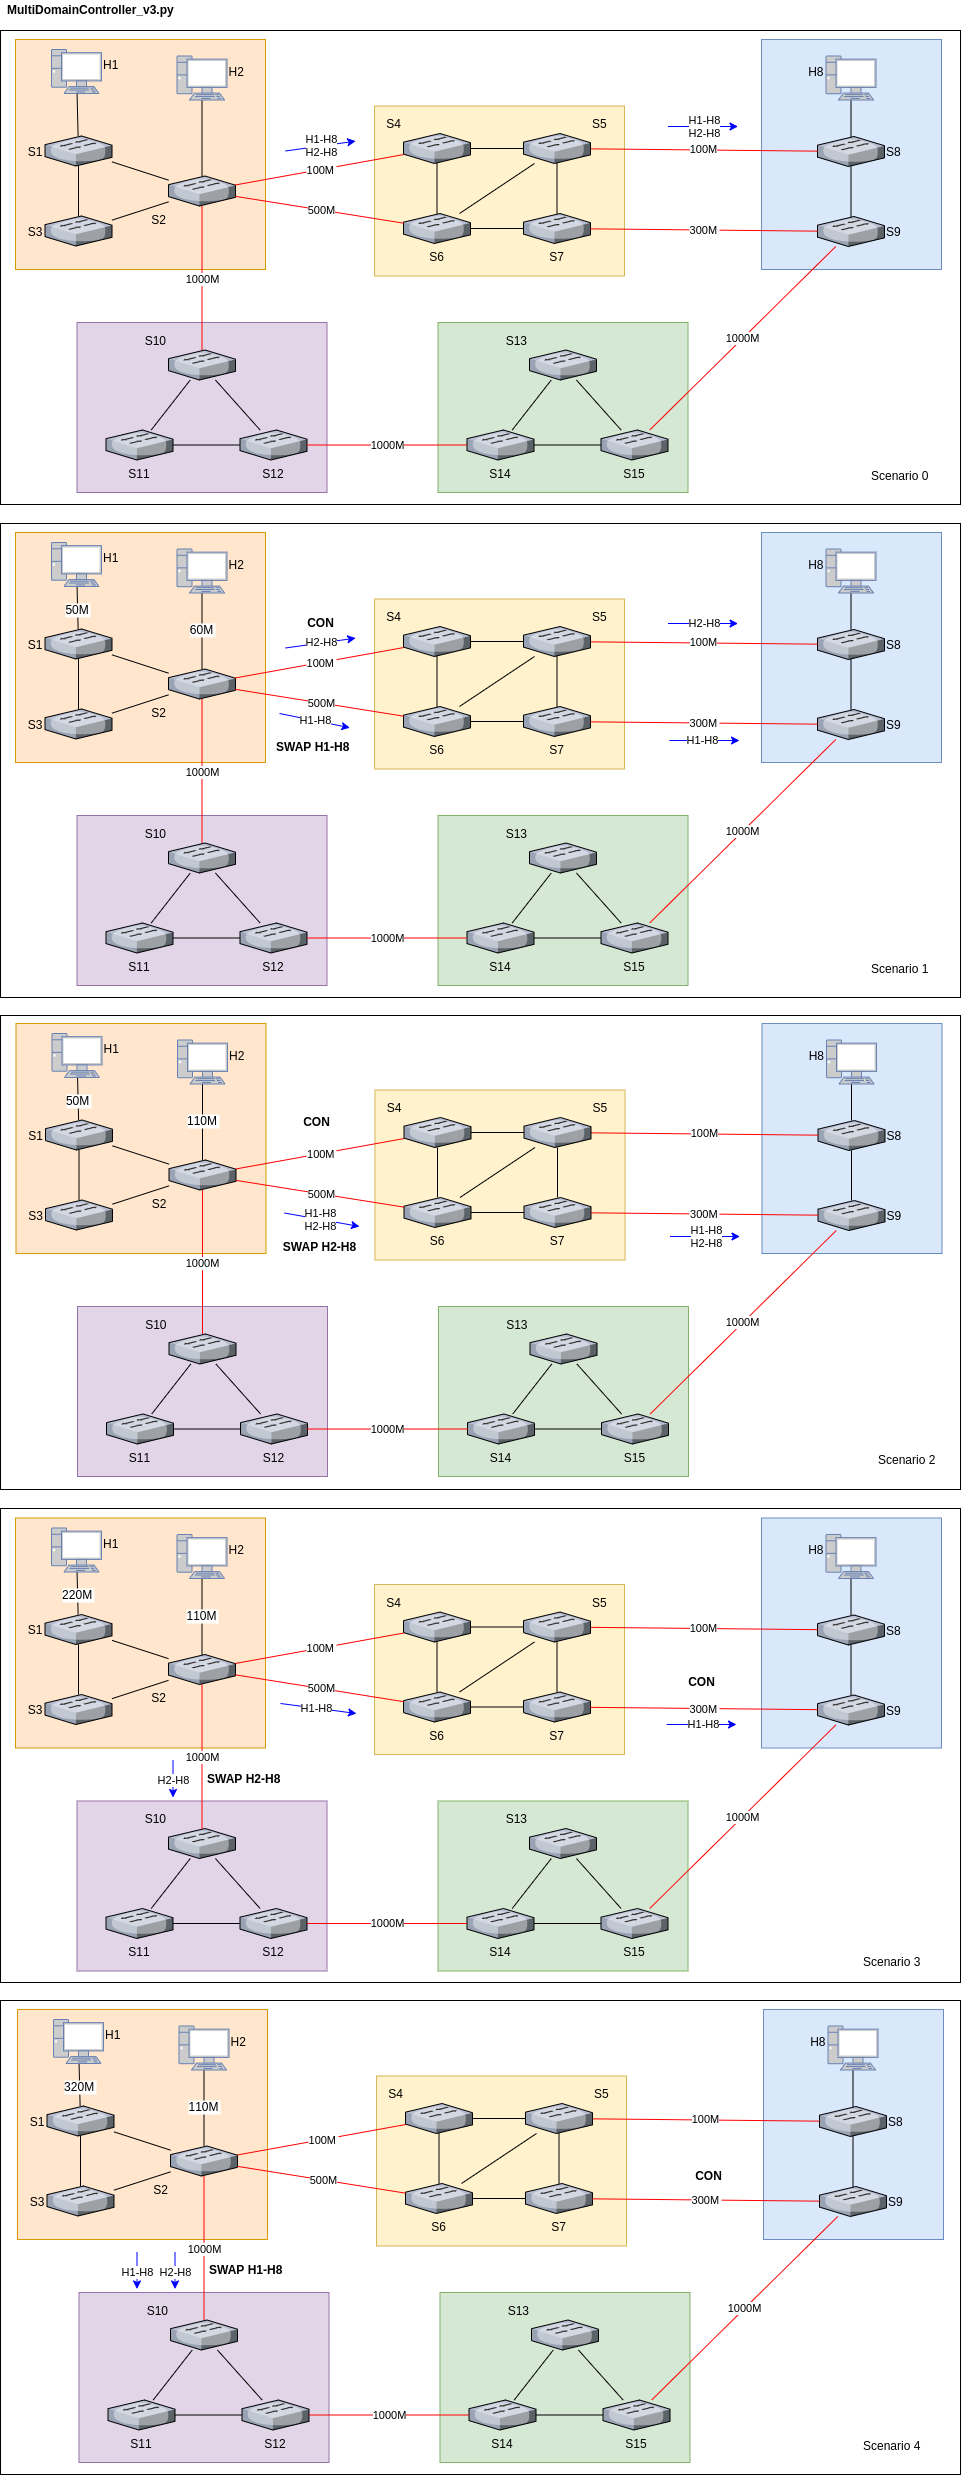 MultiDomainController_v3.py
H1
H2
H8
S4
S5
H1-H8
H2-H8
H1-H8
H2-H8
100M
100M
S1
S8
S2
500M
S3
300M
S9
S6
S7
1000M
S10
S13
1000M
1000M
S11
S12
S14
S15
Scenario 0
H1
H2
H8
50M
60M
CON
S4
S5
H2-H8
H2-H8
S1
100M
100M
S8
S2
500M
H1-H8
S3
300M
S9
H1-H8
SWAP H1-H8
S6
S7
1000M
S10
S13
1000M
1000M
S11
S12
S14
S15
Scenario 1
H1
H2
H8
50M
110M
CON
S4
S5
S1
100M
100M
S8
S2
500M
H1-H8
H2-H8
S3
300M
S9
H1-H8
H2-H8
SWAP H2-H8
S6
S7
1000M
S10
S13
1000M
1000M
S11
S12
S14
S15
Scenario 2
H1
H2
H8
220M
110M
S4
S5
S1
100M
100M
S8
S2
500M
H1-H8
CON
S3
300M
S9
H1-H8
S6
S7
1000M
H2-H8
SWAP H2-H8
S10
S13
1000M
1000M
S11
S12
S14
S15
Scenario 3
H1
H2
H8
320M
110M
S4
S5
S1
100M
100M
S8
S2
500M
CON
S3
300M
S9
S6
S7
1000M
H1-H8
H2-H8
SWAP H1-H8
S10
S13
1000M
1000M
S11
S12
S14
S15
Scenario 4